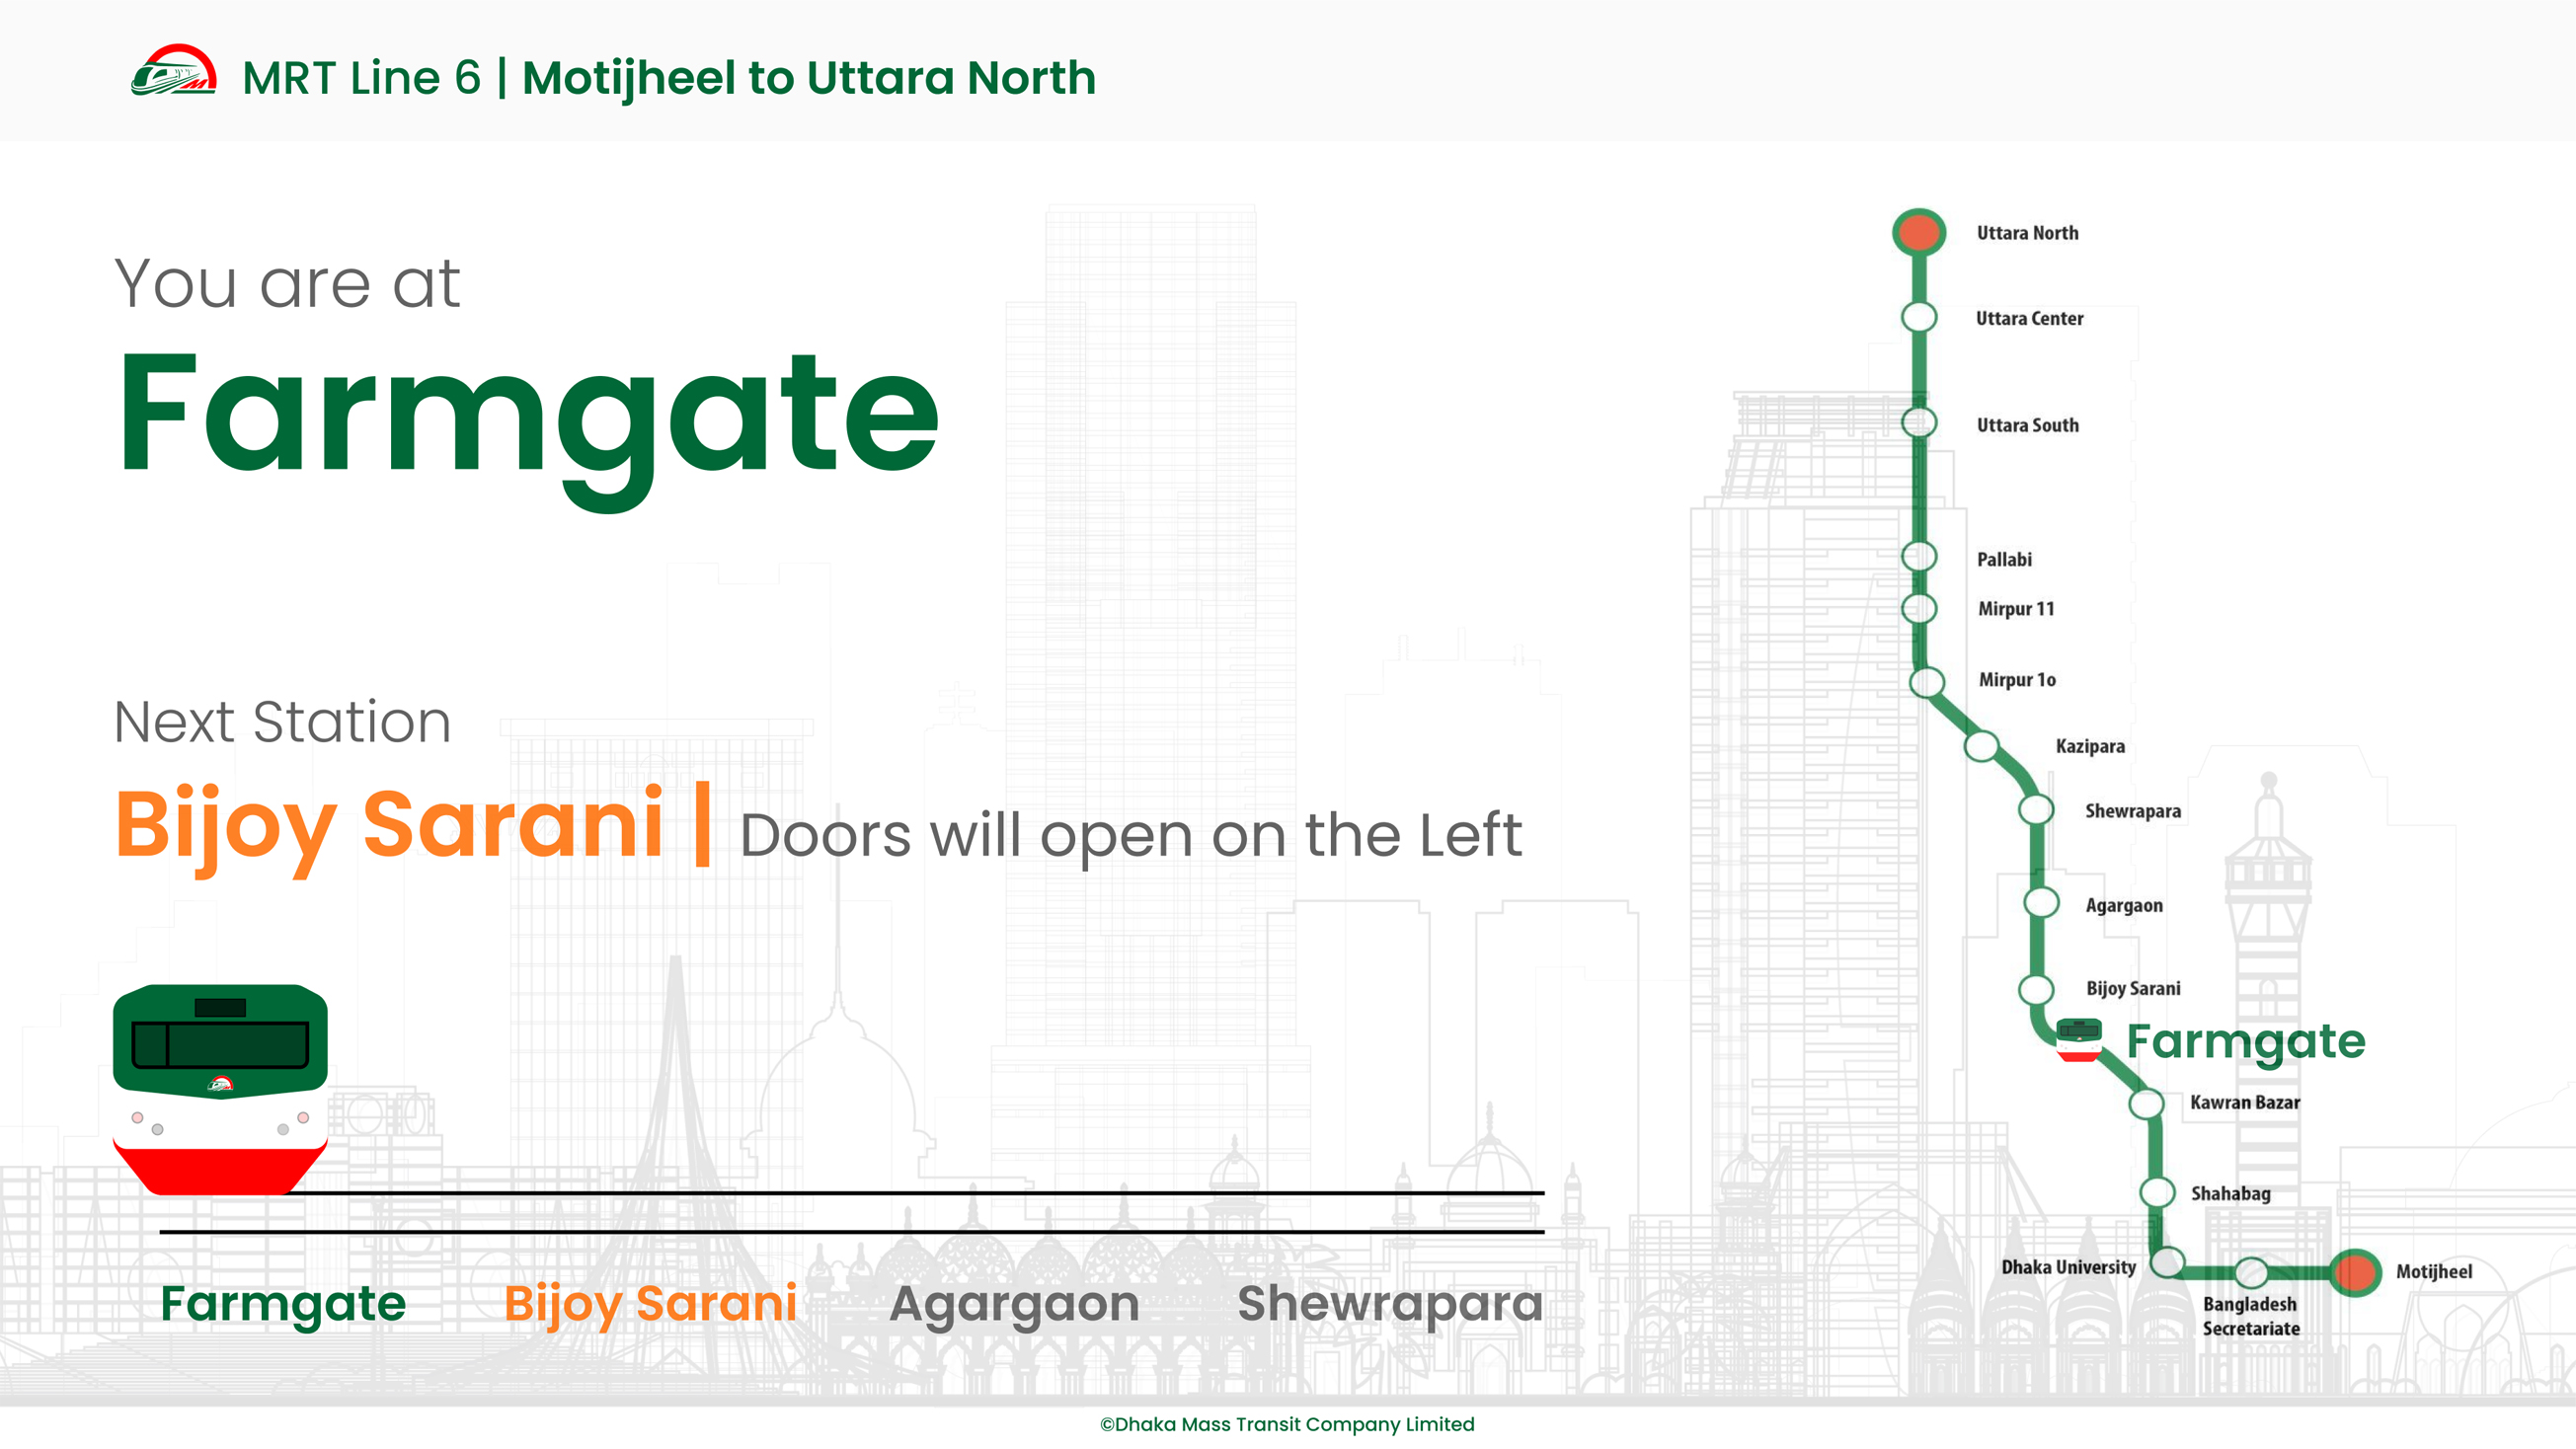 MRT Line 6 | Motijheel to Uttara North
You are at
Farmgate
Next Station
Bijoy Sarani | Doors will open on the Left
Farmgate Bijoy Sarani Agargaon Shewrapara
Uttara North
Uttara Center
Uttara South
Pallabi
Mirpur 11
Mirpur 1o
Kazipara
Shewrapara
Agargaon
Bijoy Sarani
Farmgate
Kawran Bazar
Shahabag
Dhaka University
Motijheel
Bangladesh
Secretariate
©Dhaka Mass Transit Company Limited